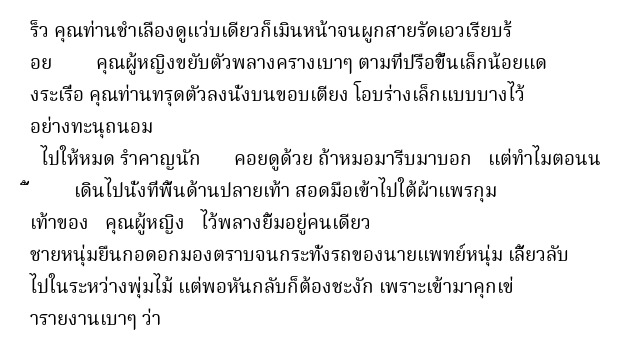 ร็ว คุณท่านชำเลืองดูแว่บเดียวก็เมินหน้าจนผูกสายรัดเอวเรียบร้
อย คุณผู้หญิงขยับตัวพลางครางเบาๆ ตามที่ปรือขึ้นเล็กน้อยแด
งระเรื่อ คุณท่านทรุดตัวลงนั่งบนขอบเตียง โอบร่างเล็กแบบบางไว้
อย่างทะนุถนอม
ไปให้หมด รำคาญนัก คอยดูด้วย ถ้าหมอมารีบมาบอก แต่ทำไมตอนน
ี้ เดินไปนั่งที่พื้นด้านปลายเท้า สอดมือเข้าไปใต้ผ้าแพรกุม
เท้าของ คุณผู้หญิง ไว้พลางยิ้มอยู่คนเดียว
ชายหนุ่มยืนกอดอกมองตราบจนกระทั่งรถของนายแพทย์หนุ่ม เลี้ยวลับ
ไปในระหว่างพุ่มไม้ แต่พอหันกลับก็ต้องชะงัก เพราะเข้ามาคุกเข่
ารายงานเบาๆ ว่า